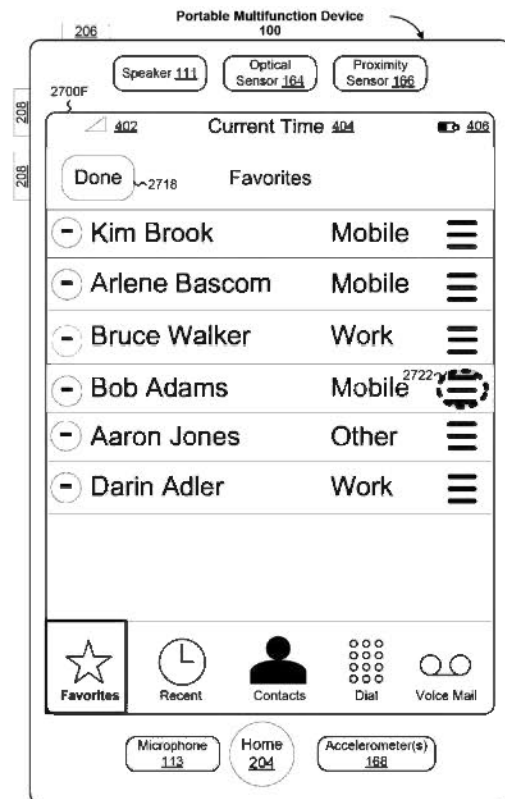 Portable Multifunction Device
100
206
Speaker 111
Optical
Sensor 164
Proximity
Sensor 166
2700F
208
402
Current Time 404
406
208
Done
2718
Favorites
Kim Brook Mobile
Arlene Bascom Mobile
Bruce Walker Work
Bob Adams Mobile 2722
Aaron Jones Other
Darin Adler Work
Favorites
Recent
Contacts
Dial
Voice Mail
Microphone
113
Home
204
Accelerometer(s)
168